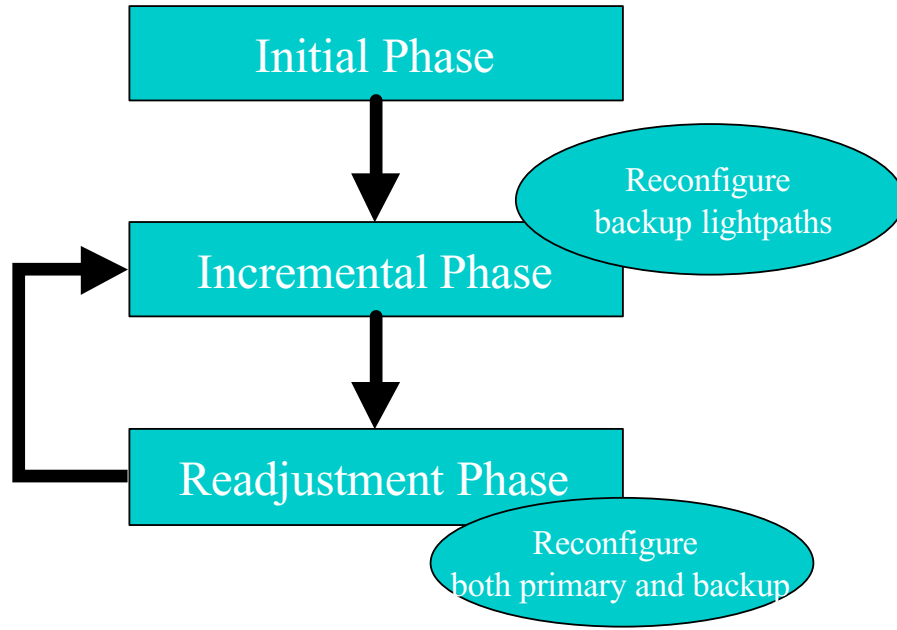 Initial Phase
Reconfigure
backup lightpaths
Incremental Phase
Readjustment Phase
Reconfigure
both primary and backup